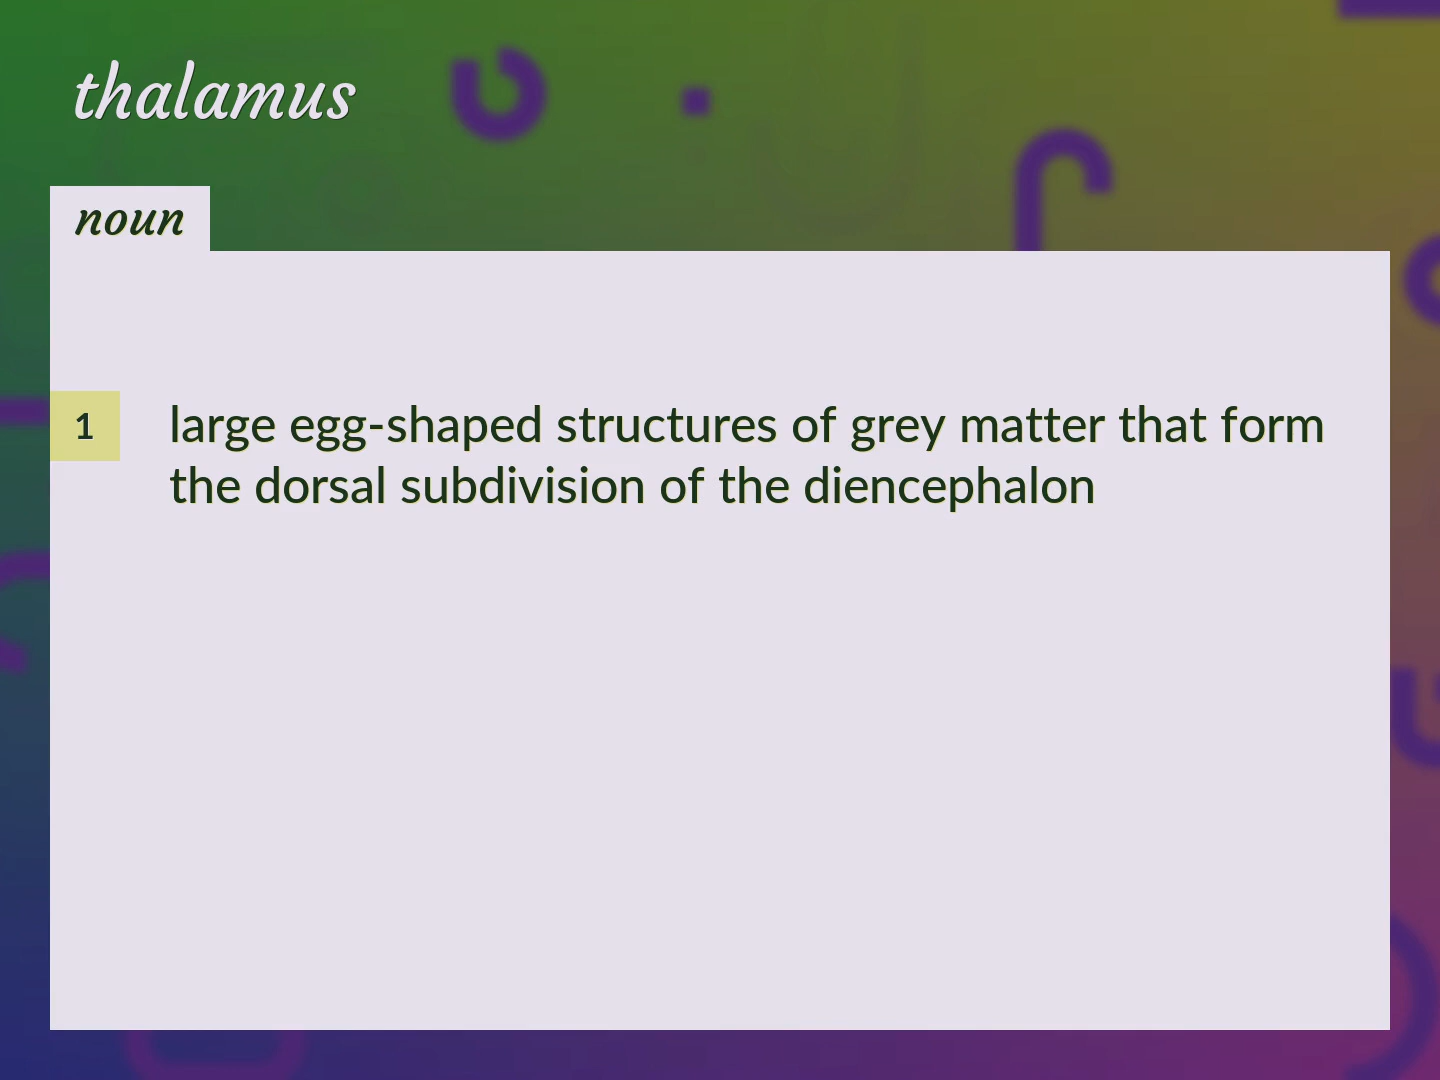 thalamus
noun
1
large egg-shaped structures of grey matter that form
the dorsal subdivision of the diencephalon